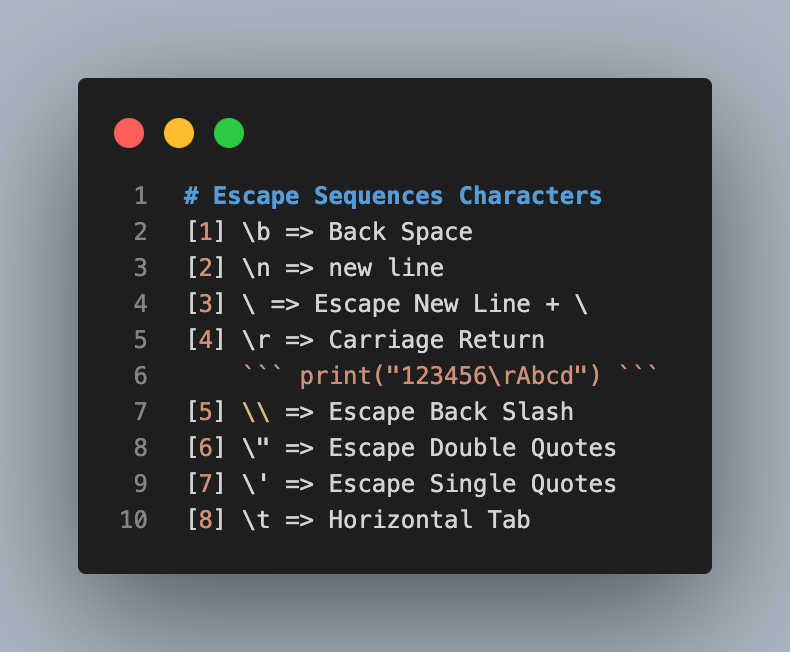 1 # Escape Sequences Characters
2 [1] \b => Back Space
3 [2] \n => new line
4 [3] \ => Escape New Line + \
5 [4] \r => Carriage Return
6     ``` print("123456\rAbcd") ```
7 [5] \\ => Escape Back Slash
8 [6] \" => Escape Double Quotes
9 [7] \' => Escape Single Quotes
10 [8] \t => Horizontal Tab